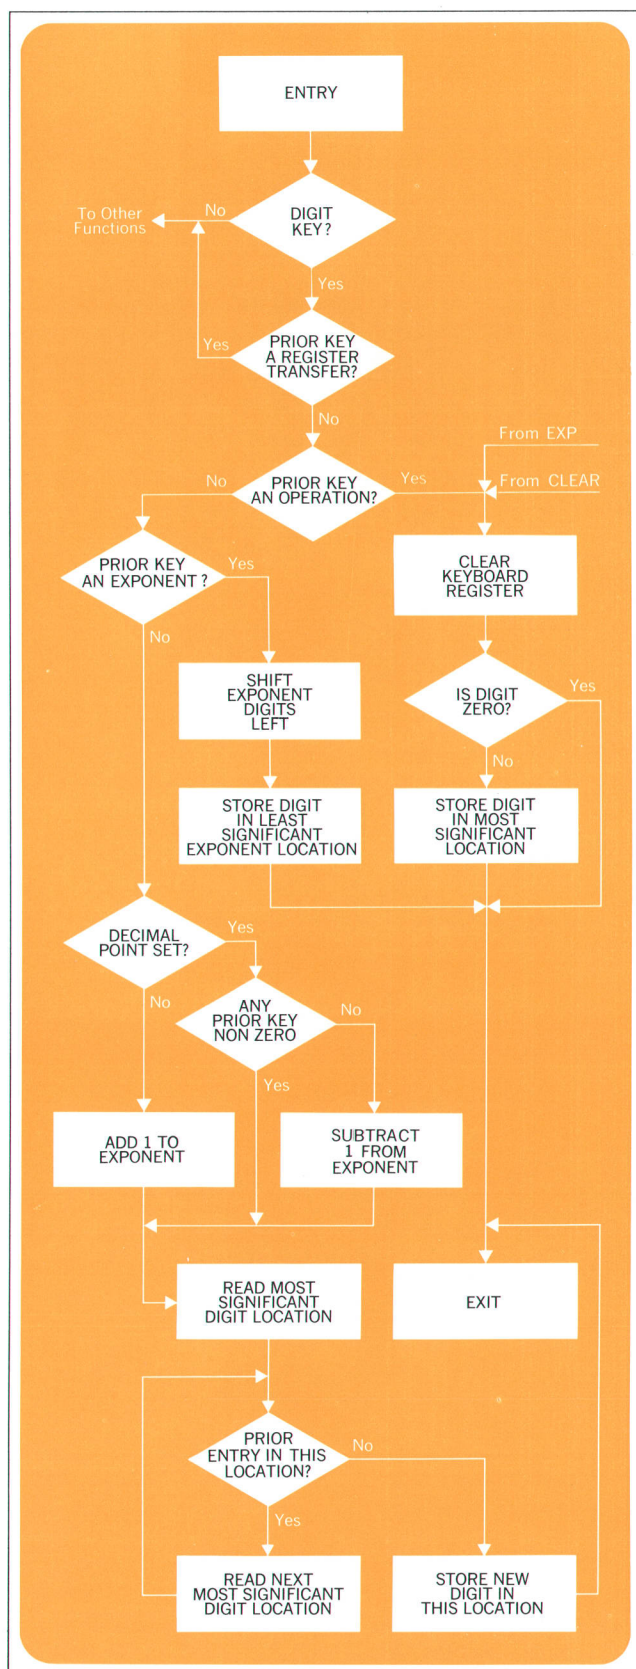 ENTRY
DIGIT
KEY?
No
To Other
Functions
Yes
PRIOR KEY
A REGISTER
TRANSFER?
Yes
No
From EXP
From CLEAR
PRIOR KEY
AN OPERATION?
No
Yes
PRIOR KEY
AN EXPONENT ?
Yes
No
CLEAR
KEYBOARD
REGISTER
SHIFT
EXPONENT
DIGITS
LEFT
IS DIGIT
ZERO?
Yes
No
STORE DIGIT
IN LEAST
SIGNIFICANT
EXPONENT LOCATION
STORE DIGIT
IN MOST
SIGNIFICANT
LOCATION
DECIMAL
POINT SET?
Yes
No
ANY
PRIOR KEY
NON ZERO
No
Yes
ADD 1 TO
EXPONENT
SUBTRACT
1 FROM
EXPONENT
READ MOST
SIGNIFICANT
DIGIT LOCATION
EXIT
PRIOR
ENTRY IN THIS
LOCATION?
No
Yes
READ NEXT
MOST SIGNIFICANT
DIGIT LOCATION
STORE NEW
DIGIT IN
THIS LOCATION